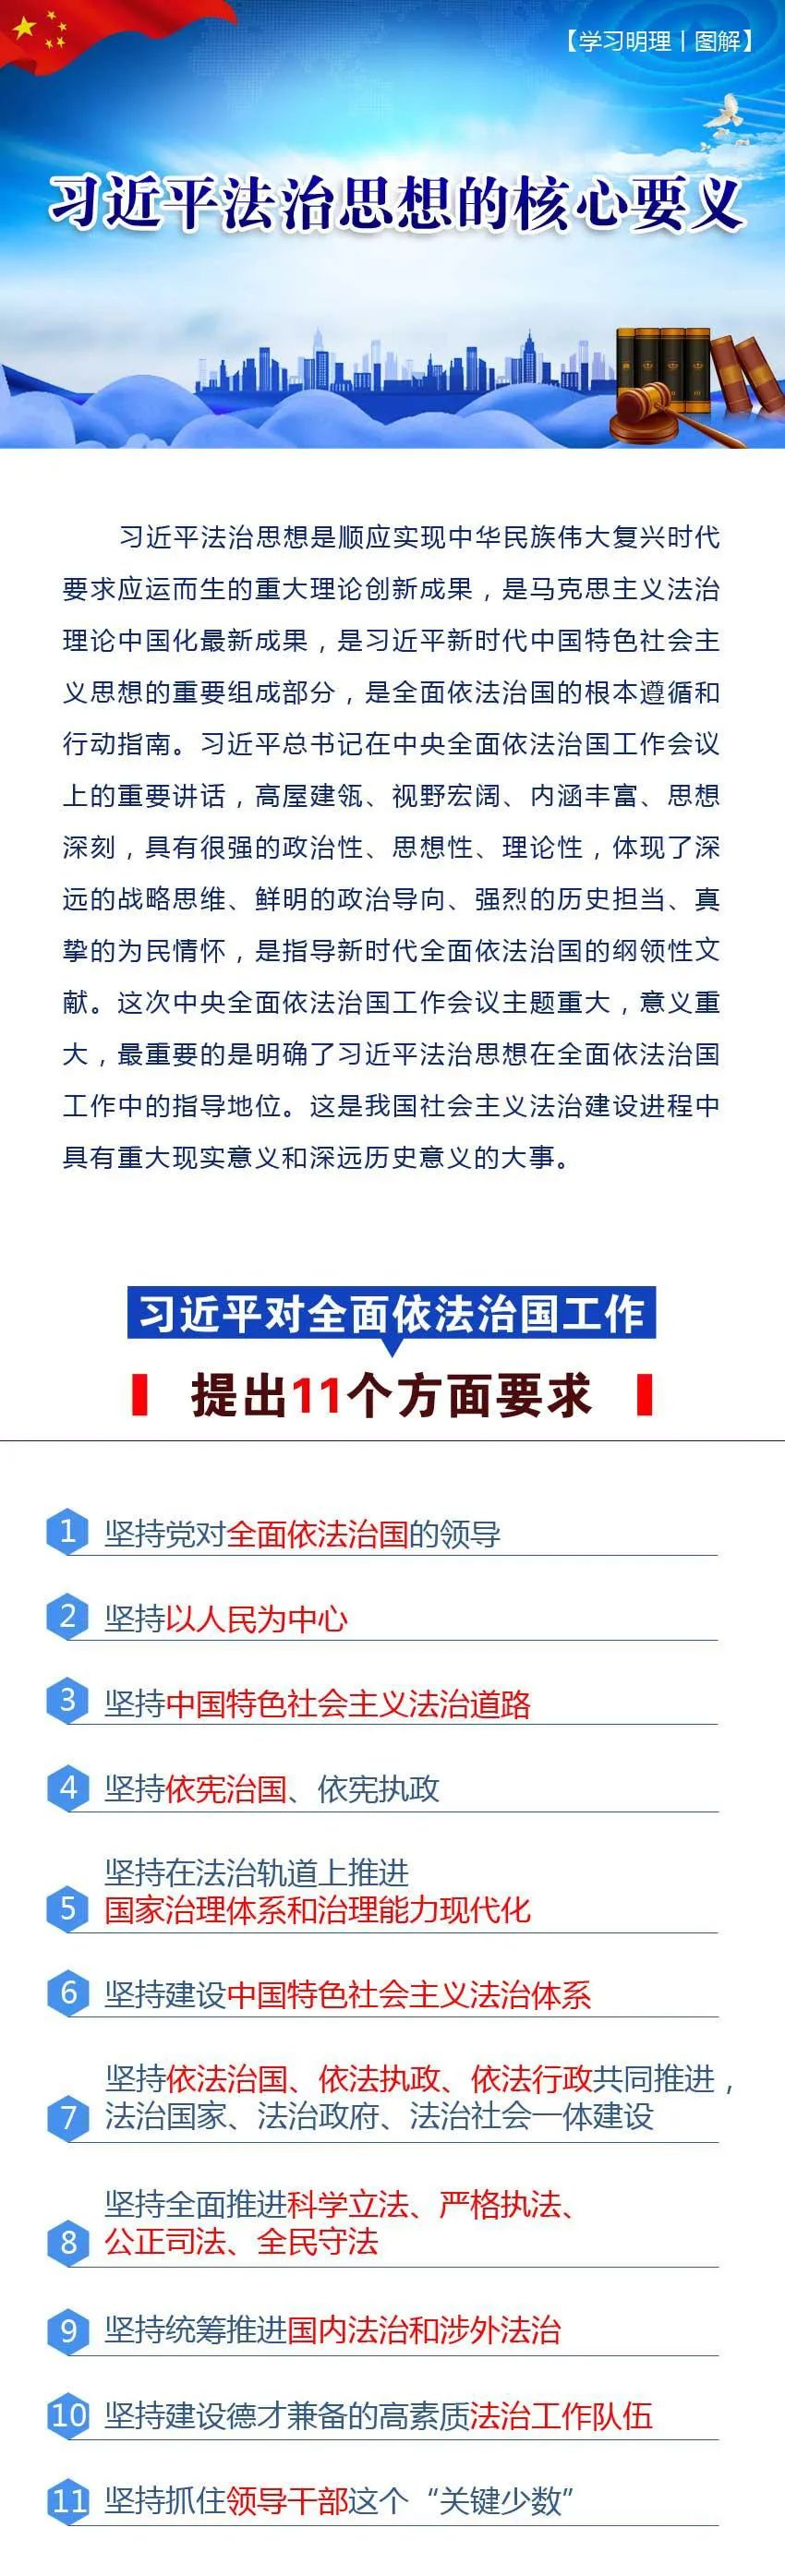 【学习明理丨图解】
习近平法治思想的核心要义
习近平法治思想是顺应实现中华民族伟大复兴时代
要求应运而生的重大理论创新成果，是马克思主义法治
理论中国化最新成果，是习近平新时代中国特色社会主
义思想的重要组成部分，是全面依法治国的根本遵循和
行动指南。习近平总书记在中央全面依法治国工作会议
上的重要讲话，高屋建瓴、视野宏阔、内涵丰富、思想
深刻，具有很强的政治性、思想性、理论性，体现了深
远的战略思维、鲜明的政治导向、强烈的历史担当、真
挚的为民情怀，是指导新时代全面依法治国的纲领性文
献。这次中央全面依法治国工作会议主题重大，意义重
大，最重要的是明确了习近平法治思想在全面依法治国
工作中的指导地位。这是我国社会主义法治建设进程中
具有重大现实意义和深远历史意义的大事。
习近平对全面依法治国工作
提出11个方面要求
1 坚持党对全面依法治国的领导
2 坚持以人民为中心
3 坚持中国特色社会主义法治道路
4 坚持依宪治国、依宪执政
坚持在法治轨道上推进
5 国家治理体系和治理能力现代化
6 坚持建设中国特色社会主义法治体系
坚持依法治国、依法执政、依法行政共同推进，
7 法治国家、法治政府、法治社会一体建设
坚持全面推进科学立法、严格执法、
8 公正司法、全民守法
9 坚持统筹推进国内法治和涉外法治
10 坚持建设德才兼备的高素质法治工作队伍
11 坚持抓住领导干部这个“关键少数”